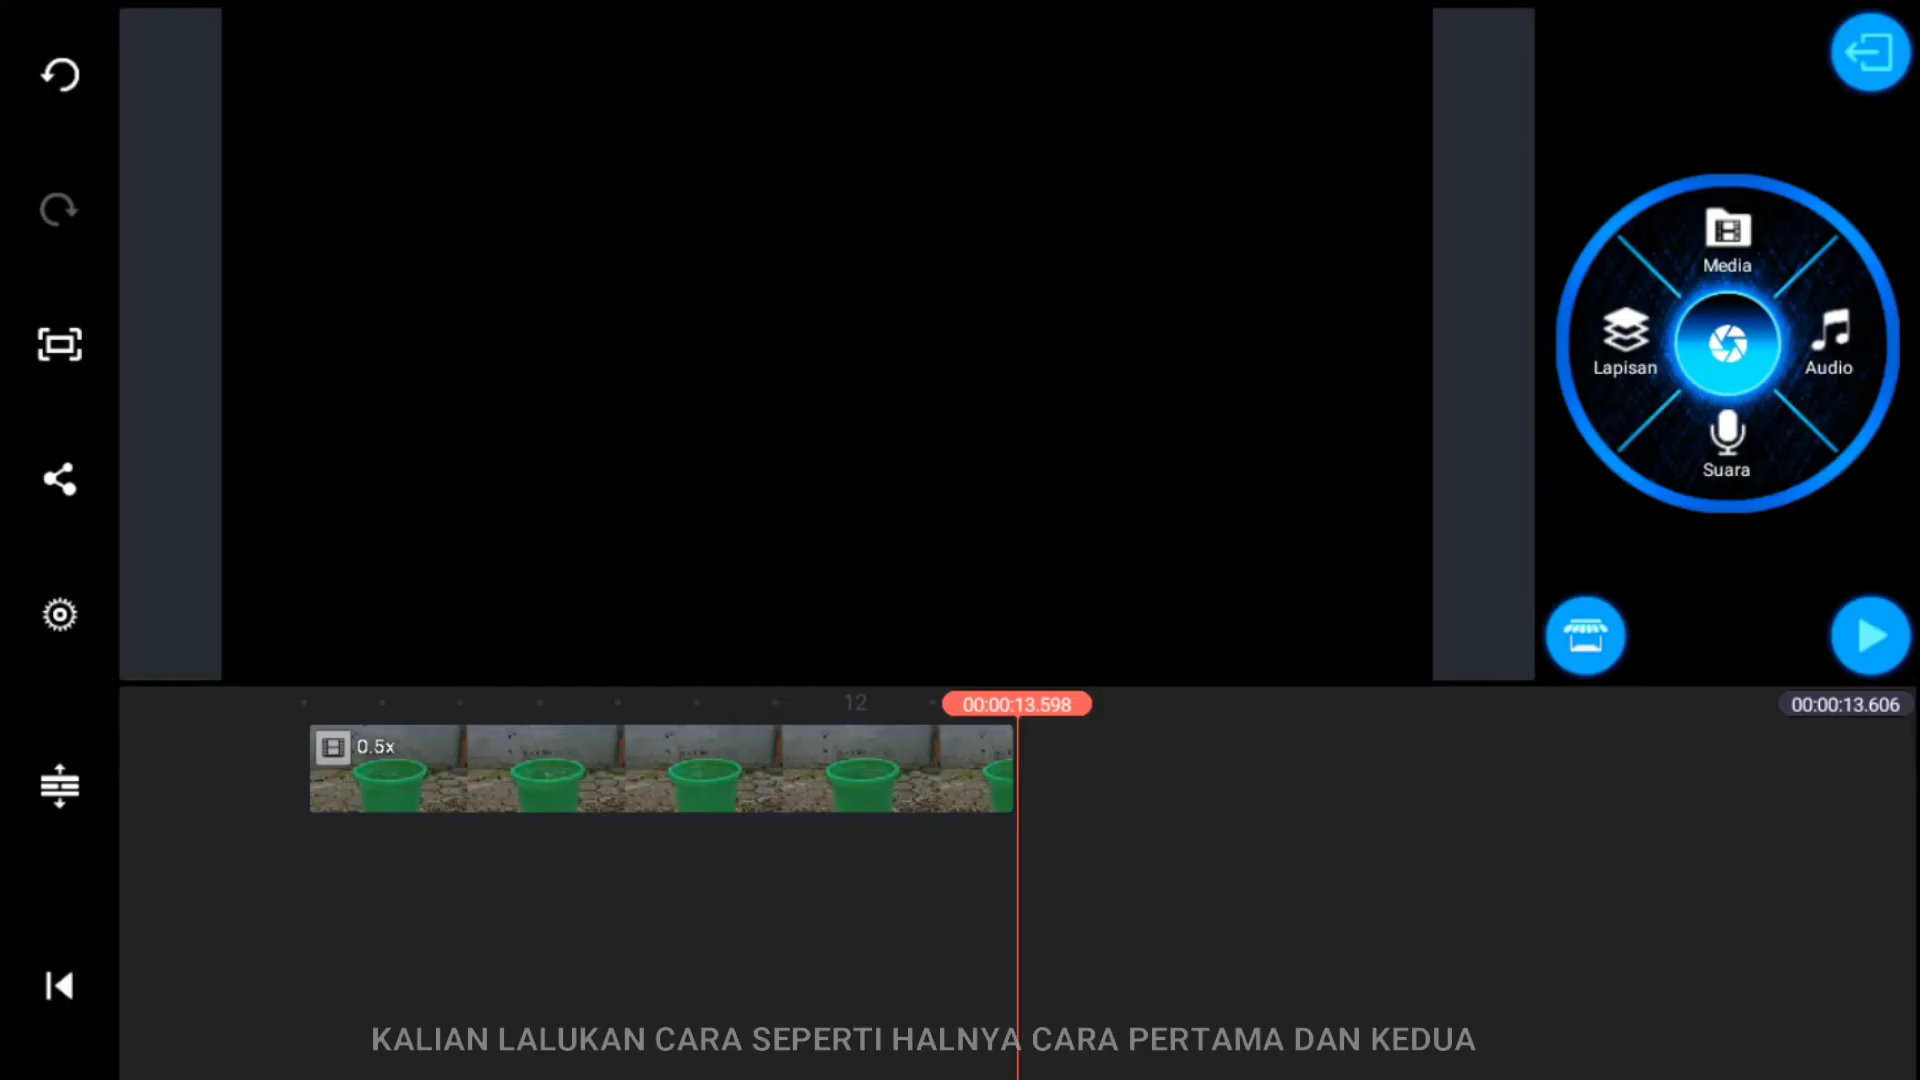 Media
Lapisan
Audio
Suara
12
00:00:13.598
00:00:13.606
0.5x
KALIAN LALUKAN CARA SEPERTI HALNYA CARA PERTAMA DAN KEDUA